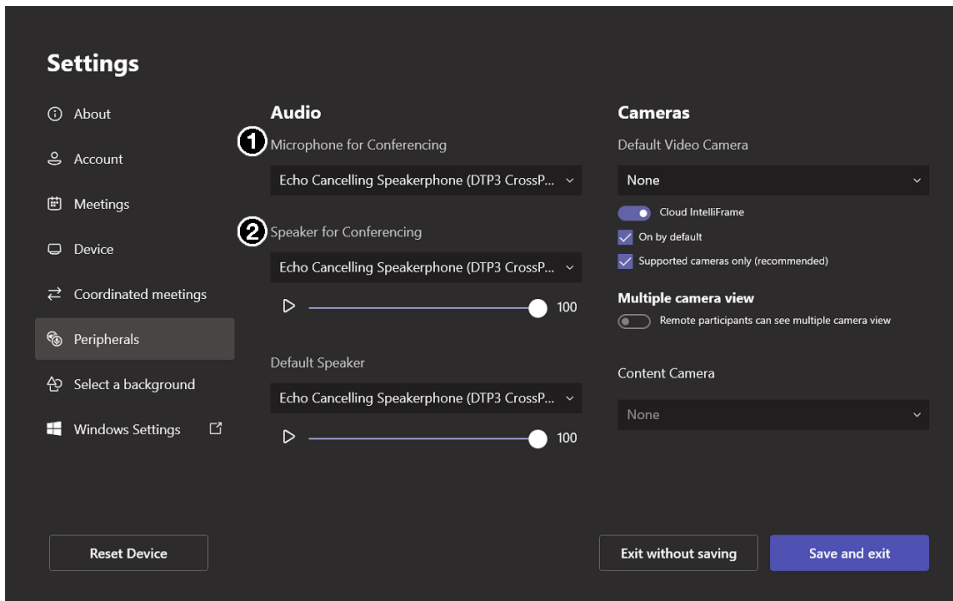 Settings
About
Account
Meetings
Device
Coordinated meetings
Peripherals
Select a background
Windows Settings
Audio
1
Microphone for Conferencing
Echo Cancelling Speakerphone (DTP3 CrossP...
2
Speaker for Conferencing
Echo Cancelling Speakerphone (DTP3 CrossP...
100
Default Speaker
Echo Cancelling Speakerphone (DTP3 CrossP...
100
Cameras
Default Video Camera
None
Cloud IntelliFrame
On by default
Supported cameras only (recommended)
Multiple camera view
Remote participants can see multiple camera view
Content Camera
None
Reset Device
Exit without saving
Save and exit